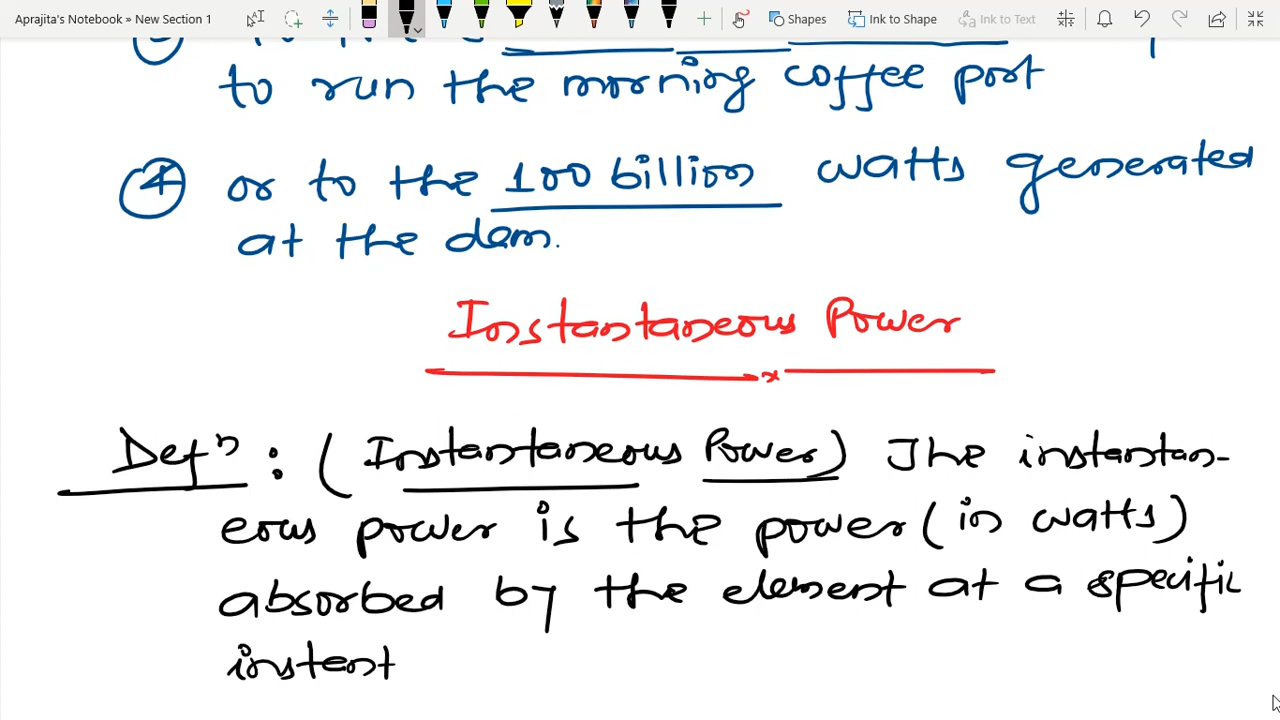 Aprajita's Notebook » New Section 1
Shapes
Ink to Shape
Ink to Text
to run the morning coffee port
④ or to the 100 billion watts generated
at the dam.
Instantaneous Power
Defⁿ : (Instantaneous Power) The instantan-
eous power is the power (in watts)
absorbed by the element at a specific
instant